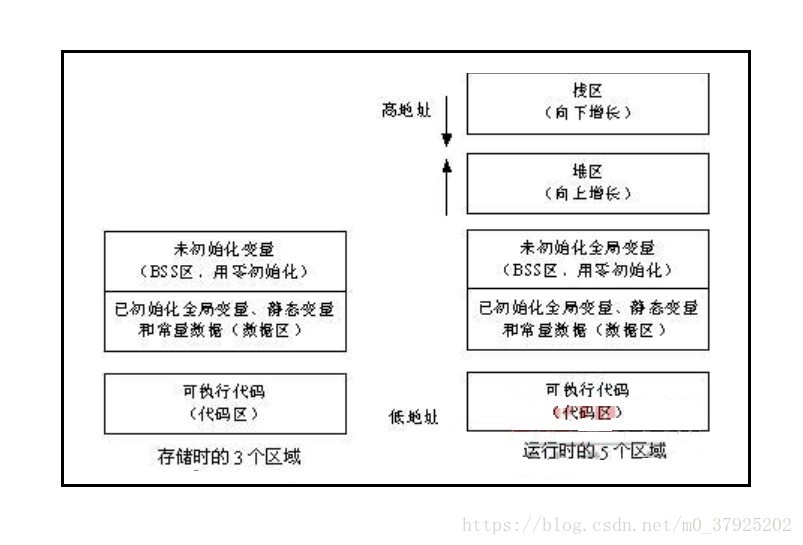 栈区
（向下增长）
高地址
堆区
（向上增长）
未初始化变量
（BSS区，用零初始化）
已初始化全局变量、静态变量
和常量数据（数据区）
可执行代码
（代码区）
存储时的3个区域
未初始化全局变量
（BSS区，用零初始化）
已初始化全局变量、静态变量
和常量数据（数据区）
可执行代码
（代码区）
低地址
运行时的5个区域
https://blog.csdn.net/m0_37925202